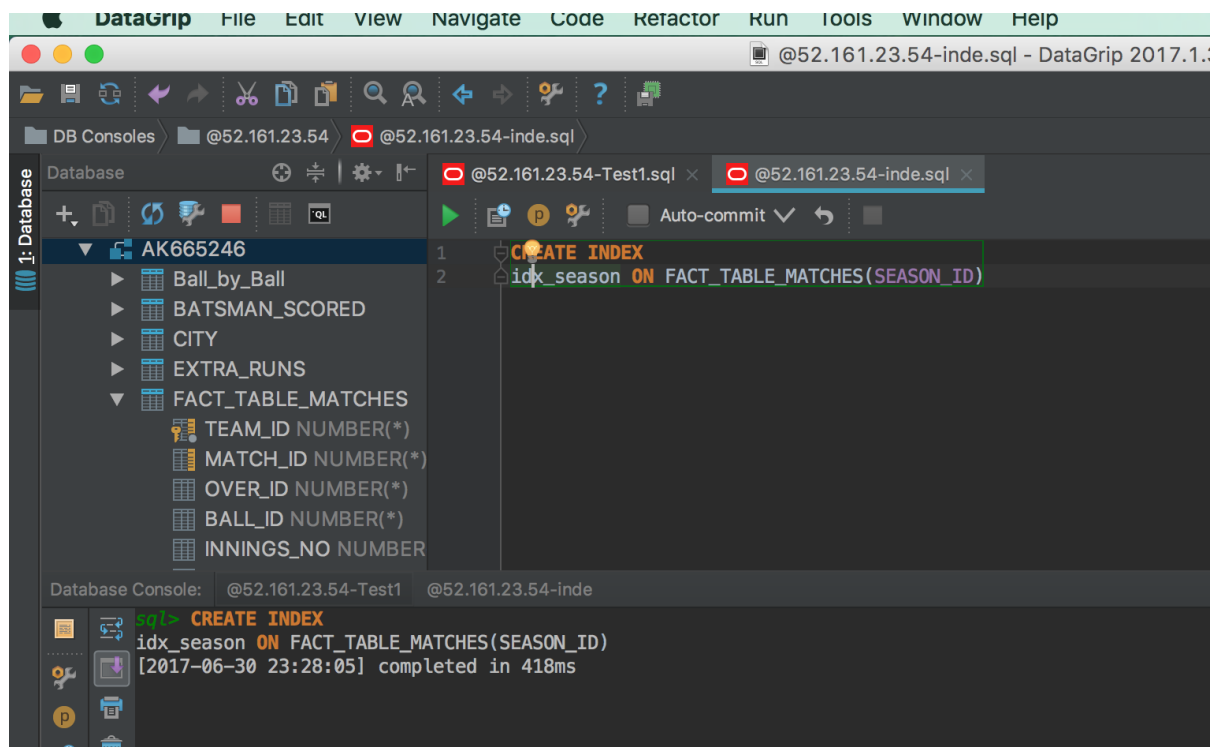 DataGrip File Edit View Navigate Code Refactor Run Tools Window Help
@52.161.23.54-inde.sql - DataGrip 2017.1.
DB Consoles @52.161.23.54 @52.161.23.54-inde.sql
1: Database
Database
@52.161.23.54-Test1.sql @52.161.23.54-inde.sql
QL
Auto-commit
AK665246
Ball_by_Ball
BATSMAN_SCORED
CITY
EXTRA_RUNS
FACT_TABLE_MATCHES
TEAM_ID NUMBER(*)
MATCH_ID NUMBER(*)
OVER_ID NUMBER(*)
BALL_ID NUMBER(*)
INNINGS_NO NUMBER
1 CREATE INDEX
2 idx_season ON FACT_TABLE_MATCHES(SEASON_ID)
Database Console: @52.161.23.54-Test1 @52.161.23.54-inde
sql> CREATE INDEX
idx_season ON FACT_TABLE_MATCHES(SEASON_ID)
[2017-06-30 23:28:05] completed in 418ms